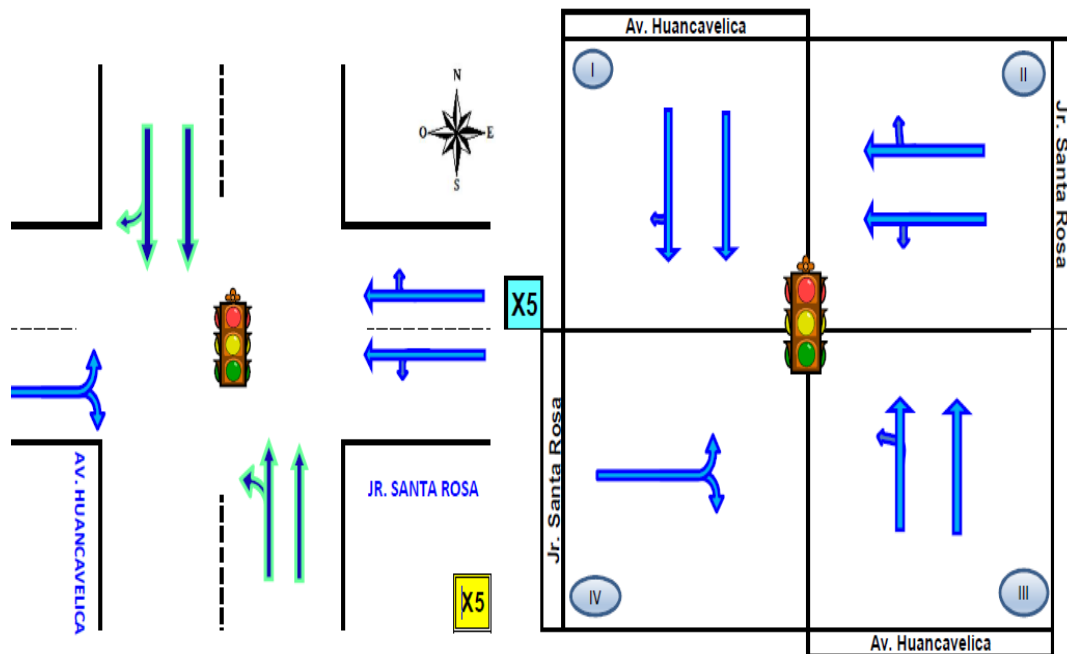 N
O
E
S
AV. HUANCAVELICA
JR. SANTA ROSA
X5
X5
Av. Huancavelica
I
II
Jr. Santa Rosa
Jr. Santa Rosa
IV
III
Av. Huancavelica